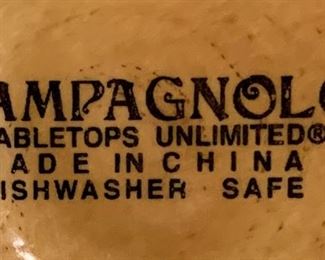 AMPAGNOL
ABLETOPS UNLIMITED®
ADE IN CHINA
ISHWASHER SAFE